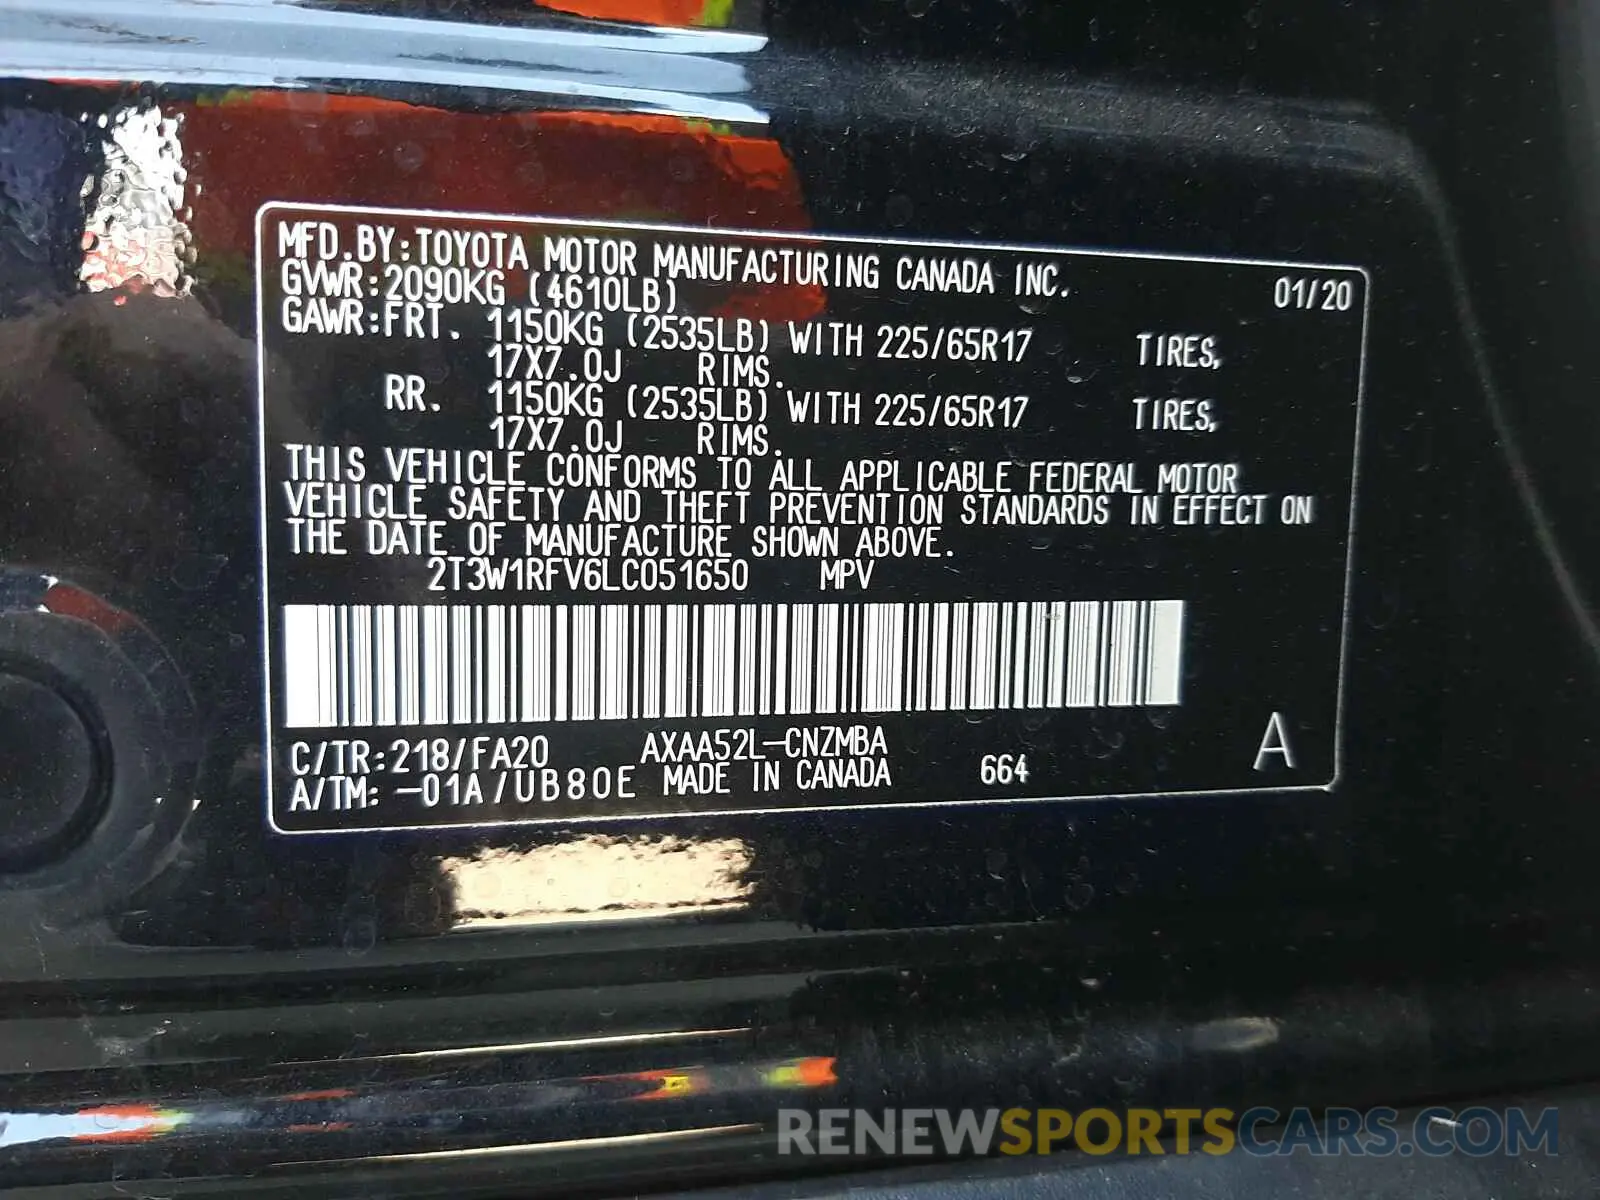 MFD.BY:TOYOTA MOTOR MANUFACTURING CANADA INC. 01/20
GVWR:2090KG (4610LB)
GAWR:FRT. 1150KG (2535LB) WITH 225/65R17 TIRES,
17X7.0J RIMS.
RR. 1150KG (2535LB) WITH 225/65R17 TIRES,
17X7.0J RIMS.
THIS VEHICLE CONFORMS TO ALL APPLICABLE FEDERAL MOTOR
VEHICLE SAFETY AND THEFT PREVENTION STANDARDS IN EFFECT ON
THE DATE OF MANUFACTURE SHOWN ABOVE.
2T3W1RFV6LC051650 MPV
C/TR:218/FA20 AXAA52L-CNZMBA
A/TM: -01A/UB80E MADE IN CANADA 664 A
RENEWSPORTSCARS.COM